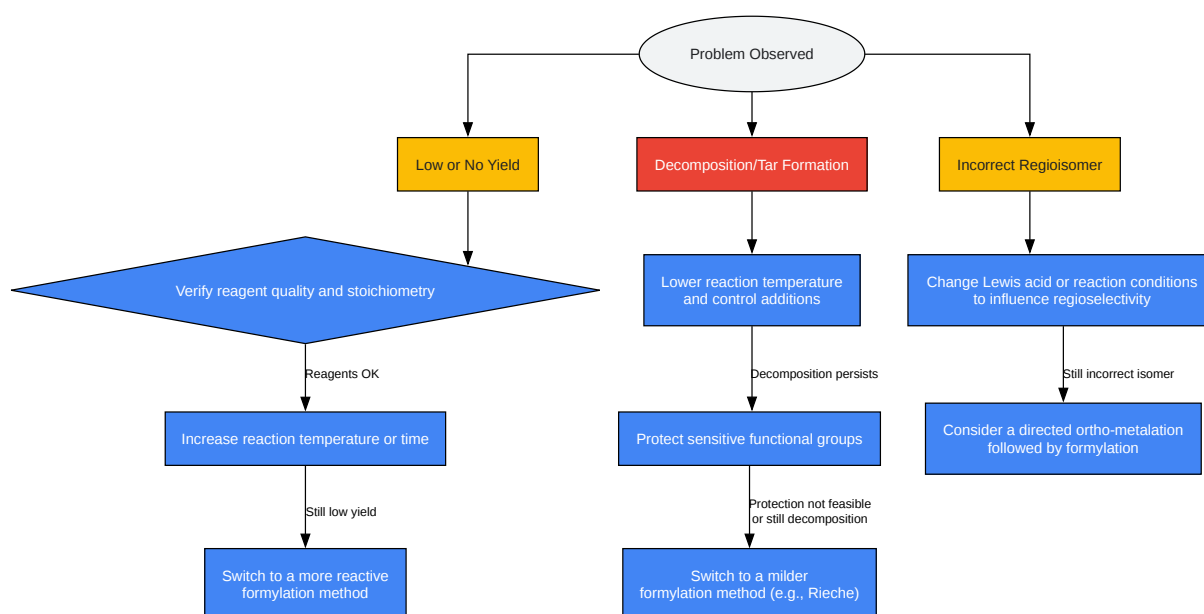 Problem Observed
Low or No Yield
Decomposition/Tar Formation
Incorrect Regioisomer
Verify reagent quality and stoichiometry
Lower reaction temperature
and control additions
Change Lewis acid or reaction conditions
to influence regioselectivity
Reagents OK
Decomposition persists
Still incorrect isomer
Increase reaction temperature or time
Protect sensitive functional groups
Consider a directed ortho-metalation
followed by formylation
Still low yield
Protection not feasible
or still decomposition
Switch to a more reactive
formylation method
Switch to a milder
formylation method (e.g., Rieche)